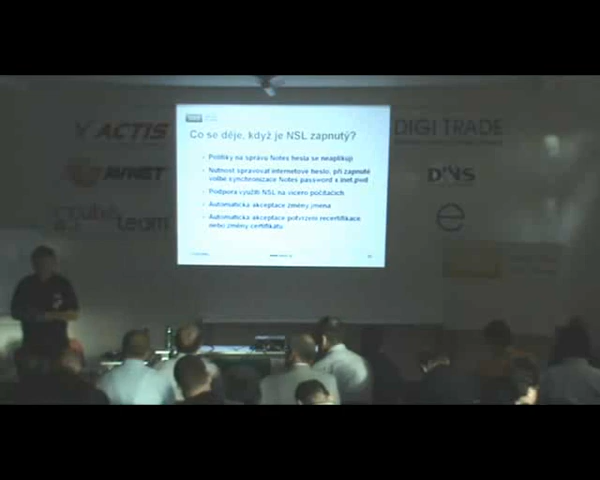 Co se děje, když je NSL zapnutý?
Politiky na správu Notes hesla se neaplikují
Nutnost spravovat internetové heslo, při zapnuté
volbě synchronizace Notes password s inet.pwd
Podpora využití NSL na vícero počítačích
Automatická akceptace změny jména
Automatická akceptace potvrzení recertifikace
nebo změny certifikátu
ACTIS
DIGI TRADE
AVNET
DNS
team
e